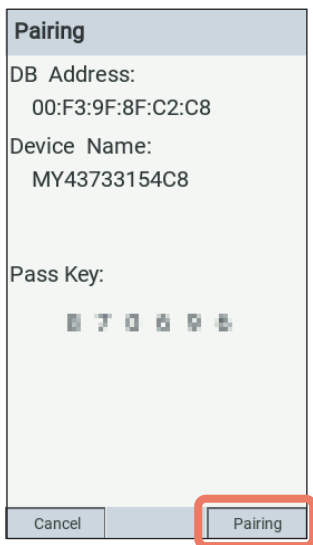 Pairing
DB Address:
00:F3:9F:8F:C2:C8
Device Name:
MY43733154C8
Pass Key:
Cancel
Pairing